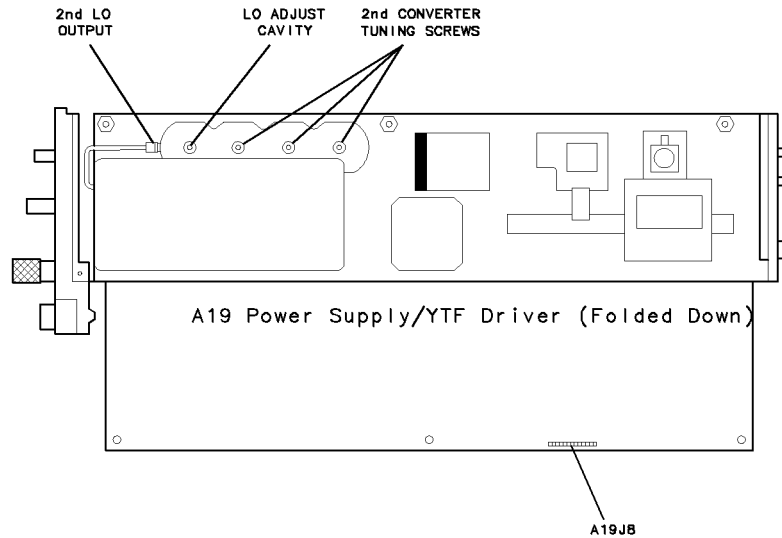 2nd LO
OUTPUT
LO ADJUST
CAVITY
2nd CONVERTER
TUNING SCREWS
A19 Power Supply/YTF Driver (Folded Down)
A19J8